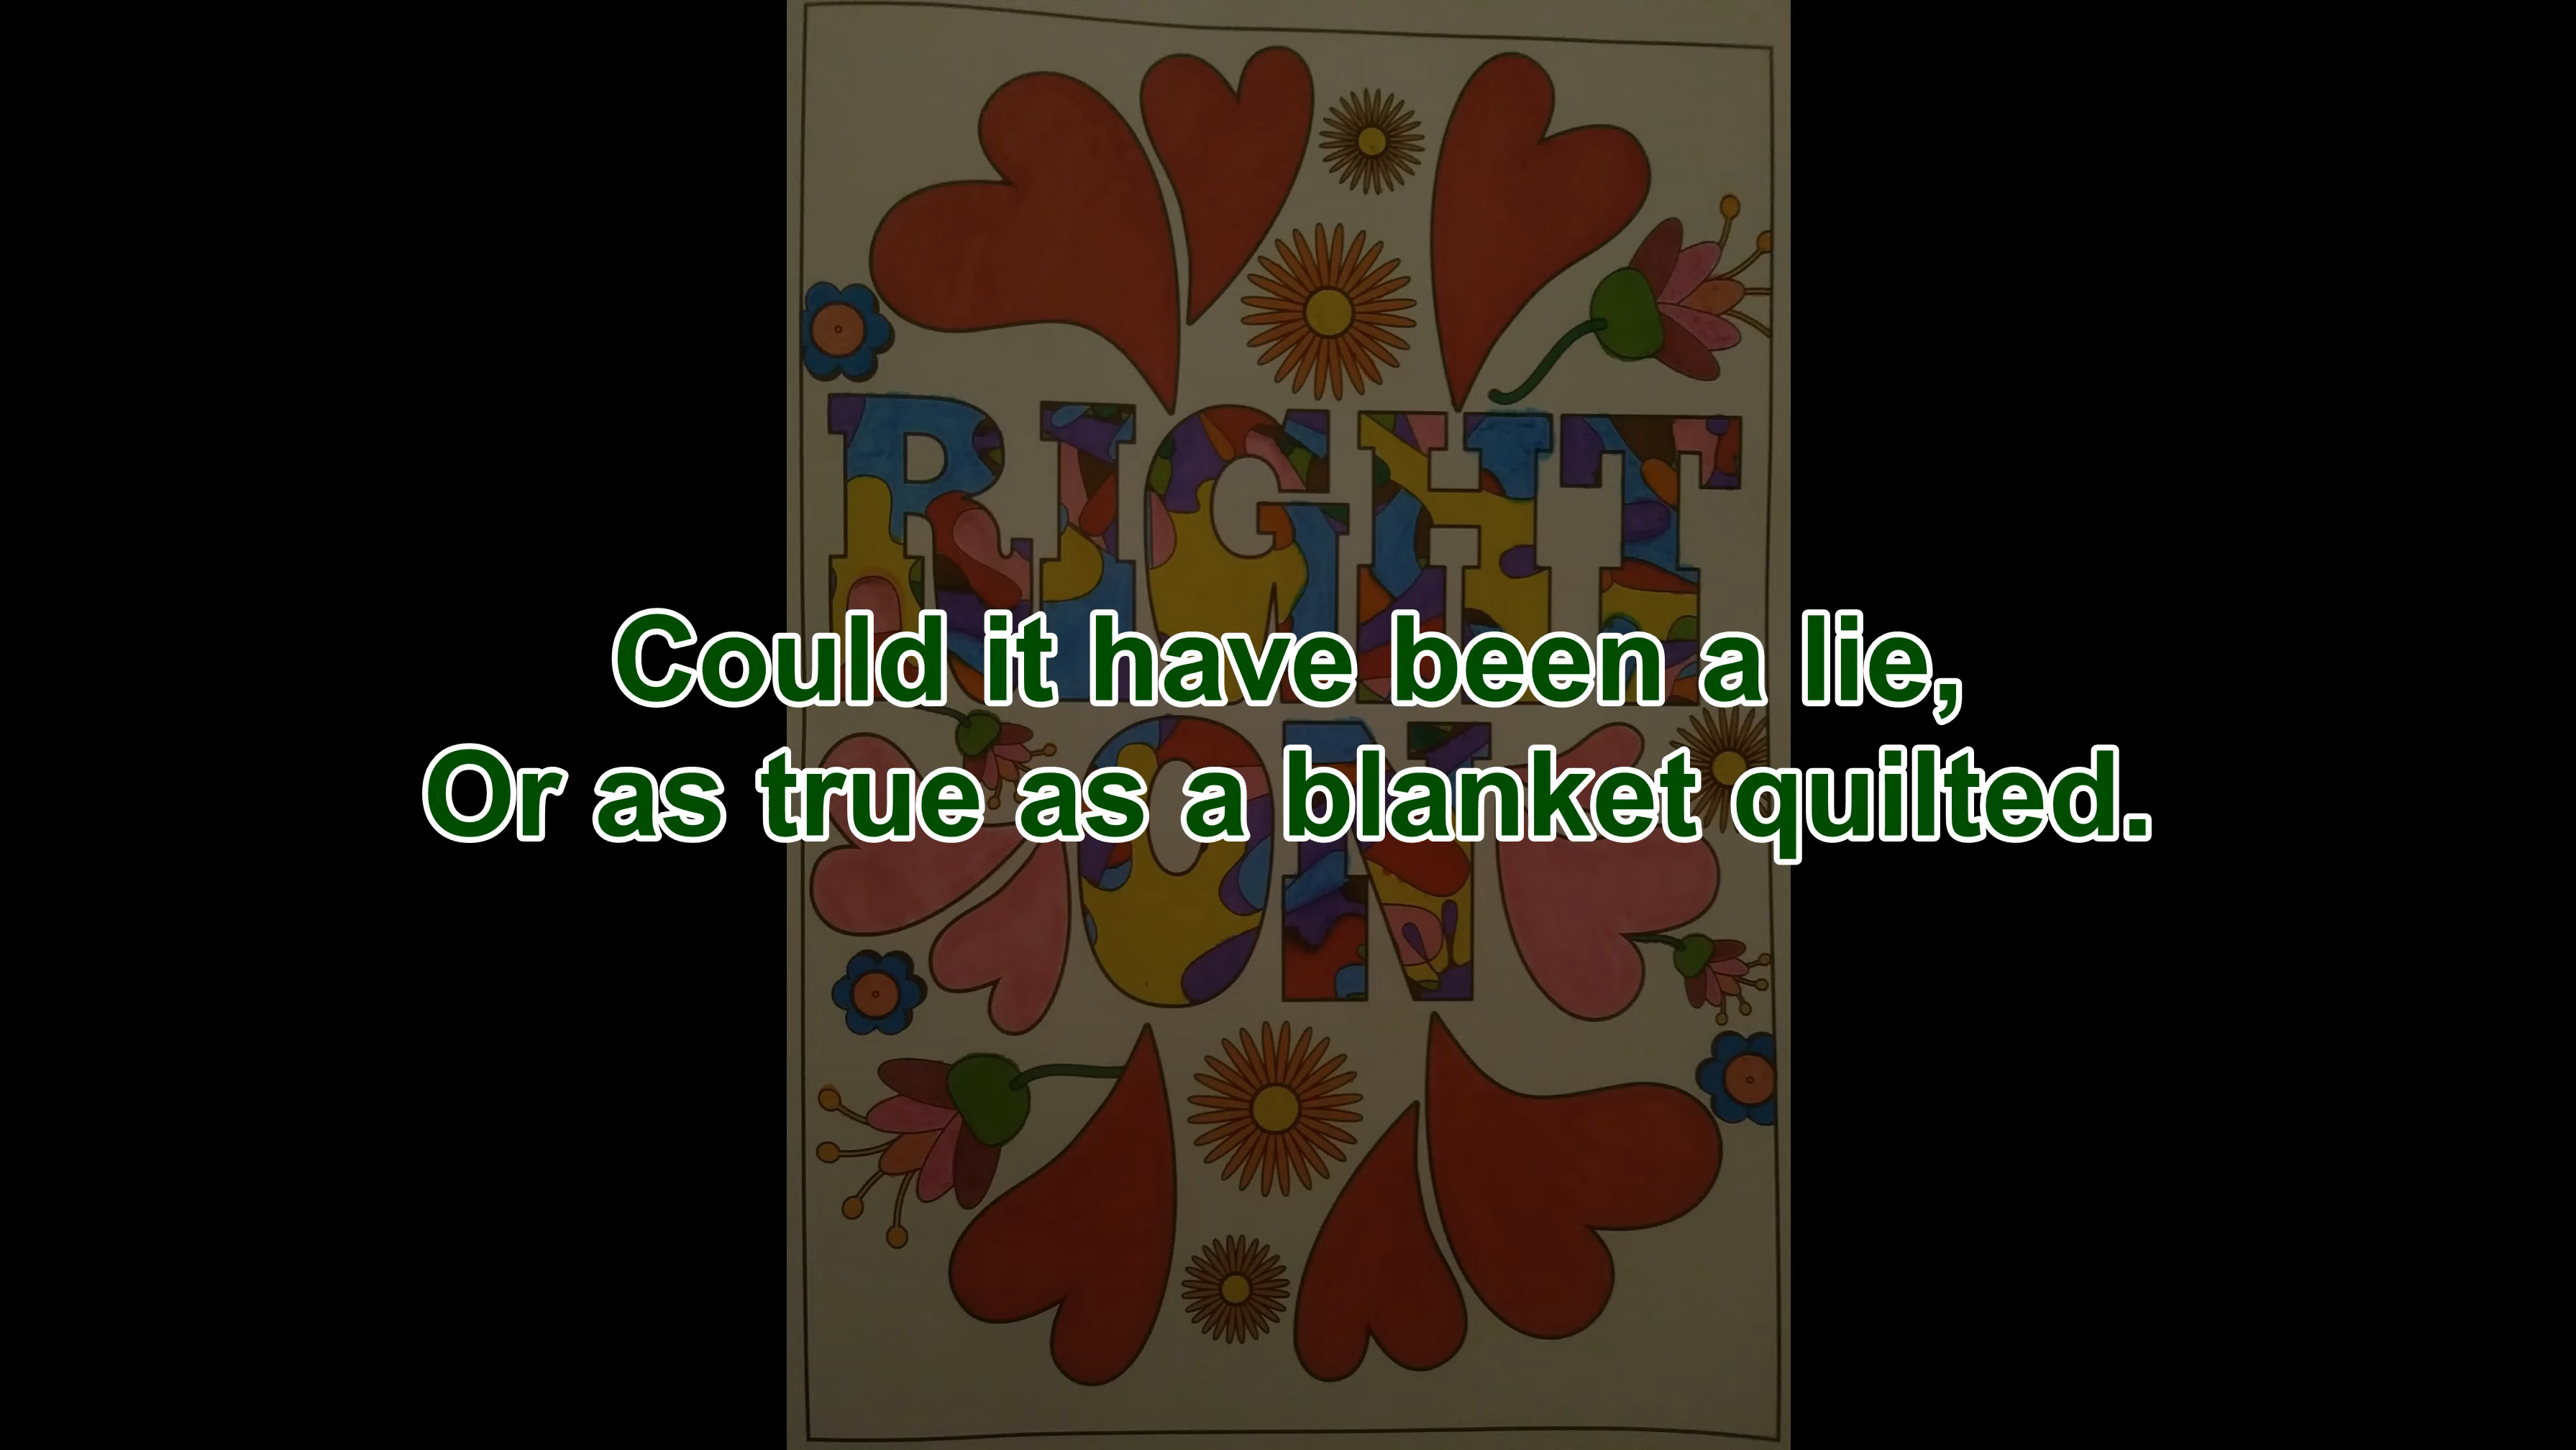 RIGHT
Could it have been a lie,
Or as true as a blanket quilted.
ON